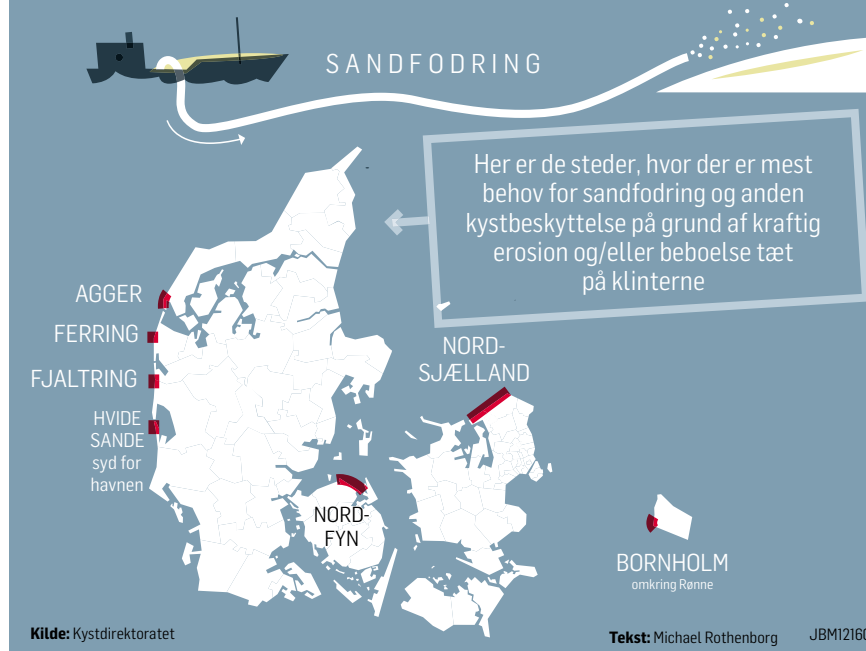 SANDFODRING
Her er de steder, hvor der er mest
behov for sandfodring og anden
kystbeskyttelse på grund af kraftig
erosion og/eller beboelse tæt
på klinterne
AGGER
FERRING
FJALTRING
HVIDE
SANDE
syd for
havnen
NORD-
SJÆLLAND
NORD-
FYN
BORNHOLM
omkring Rønne
Kilde: Kystdirektoratet
Tekst: Michael Rothenborg
JBM12160